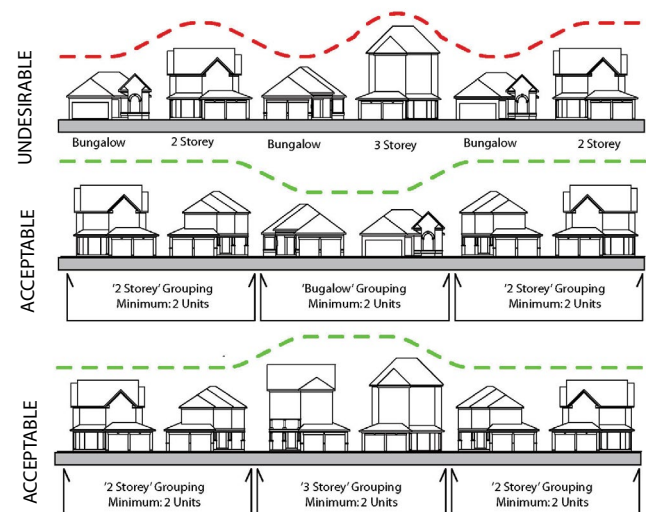 UNDESIRABLE
Bungalow 2 Storey Bungalow 3 Storey Bungalow 2 Storey
ACCEPTABLE
'2 Storey' Grouping
Minimum: 2 Units
'Bugalow' Grouping
Minimum: 2 Units
'2 Storey' Grouping
Minimum: 2 Units
ACCEPTABLE
'2 Storey' Grouping
Minimum: 2 Units
'3 Storey' Grouping
Minimum: 2 Units
'2 Storey' Grouping
Minimum: 2 Units